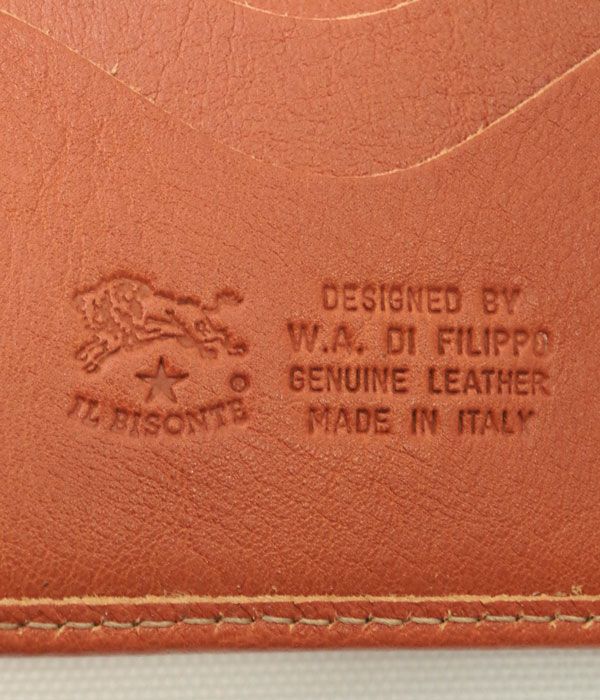 IL BISONTE
DESIGNED BY
W.A. DI FILIPPO
GENUINE LEATHER
MADE IN ITALY